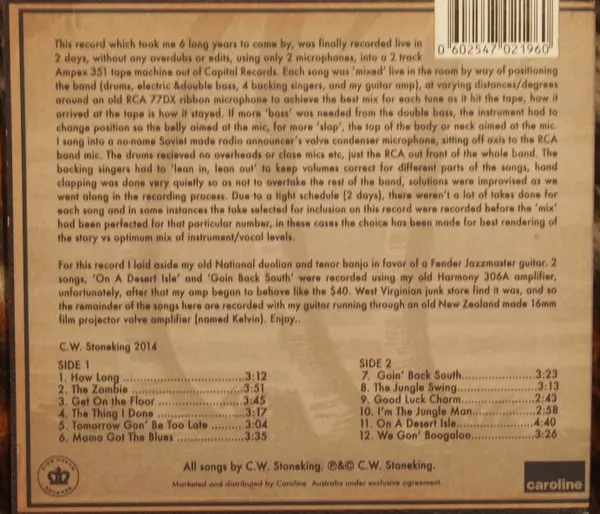 0 602547 021960
This record which took me 6 long years to come by, was finally recorded live in
2 days, without any overdubs or edits, using only 2 microphones, into a 2 track
Ampex 351 tape machine out of Capital Records. Each song was 'mixed' live in the room by way of positioning
the band (drums, electric &double bass, 4 backing singers, and my guitar amp), at varying distances/degrees
around an old RCA 77DX ribbon microphone to achieve the best mix for each tune as it hit the tape, how it
arrived at the tape is how it stayed. If more 'bass' was needed from the double bass, the instrument had to
change position so the belly aimed at the mic, for more 'slap', the top of the body or neck aimed at the mic.
I sang into a no-name Soviet made radio announcer's valve condenser microphone, sitting off axis to the RCA
band mic. The drums recieved no overheads or close mics etc, just the RCA out front of the whole band. The
backing singers had to 'lean in, lean out' to keep volumes correct for different parts of the songs, hand
clapping was done very quietly so as not to overtake the rest of the band, solutions were improvised as we
went along in the recording process. Due to a tight schedule (2 days), there weren't a lot of takes done for
each song and in some instances the take selected for inclusion on this record were recorded before the 'mix'
had been perfected for that particular number, in these cases the choice has been made for best rendering of
the story vs optimum mix of instrument/vocal levels.
For this record I laid aside my old National duolian and tenor banjo in favor of a Fender Jazzmaster guitar. 2
songs, 'On A Desert Isle' and 'Goin Back South' were recorded using my old Harmony 306A amplifier,
unfortunately, after that my amp began to behave like the $40. West Virginian junk store find it was, and so
the remainder of the songs here are recorded with my guitar running through an old New Zealand made 16mm
film projector valve amplifier (named Kelvin). Enjoy..
C.W. Stoneking 2014
SIDE 1
1. How Long ...................................3:12
2. The Zombie ................................3:51
3. Get On the Floor .........................3:45
4. The Thing I Done ........................3:17
5. Tomorrow Gon' Be Too Late ..........3:04
6. Mama Got The Blues ....................3:35
SIDE 2
7. Goin' Back South.........................3:23
8. The Jungle Swing.........................3:13
9. Good Luck Charm........................2:43
10. I'm The Jungle Man......................2:58
11. On A Desert Isle..........................4:40
12. We Gon' Boogaloo.......................3:26
All songs by C.W. Stoneking. ℗&© C.W. Stoneking.
Marketed and distributed by Caroline Australia under exclusive agreement
caroline